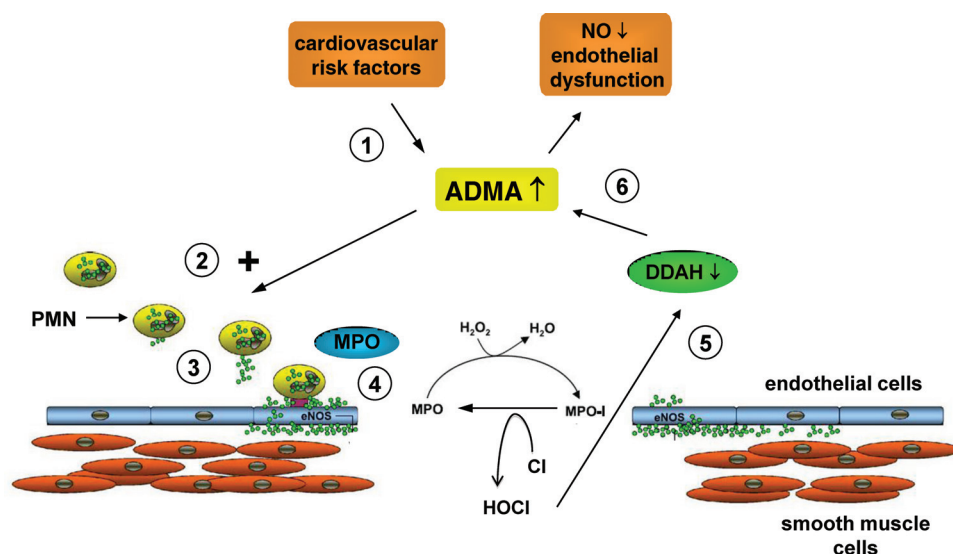 cardiovascular
risk factors
NO ↓
endothelial
dysfunction
1
ADMA ↑
6
2
+
DDAH ↓
PMN
MPO
H2O2
H2O
3
4
5
endothelial cells
MPO
MPO-I
eNOS
eNOS
Cl
HOCl
smooth muscle
cells